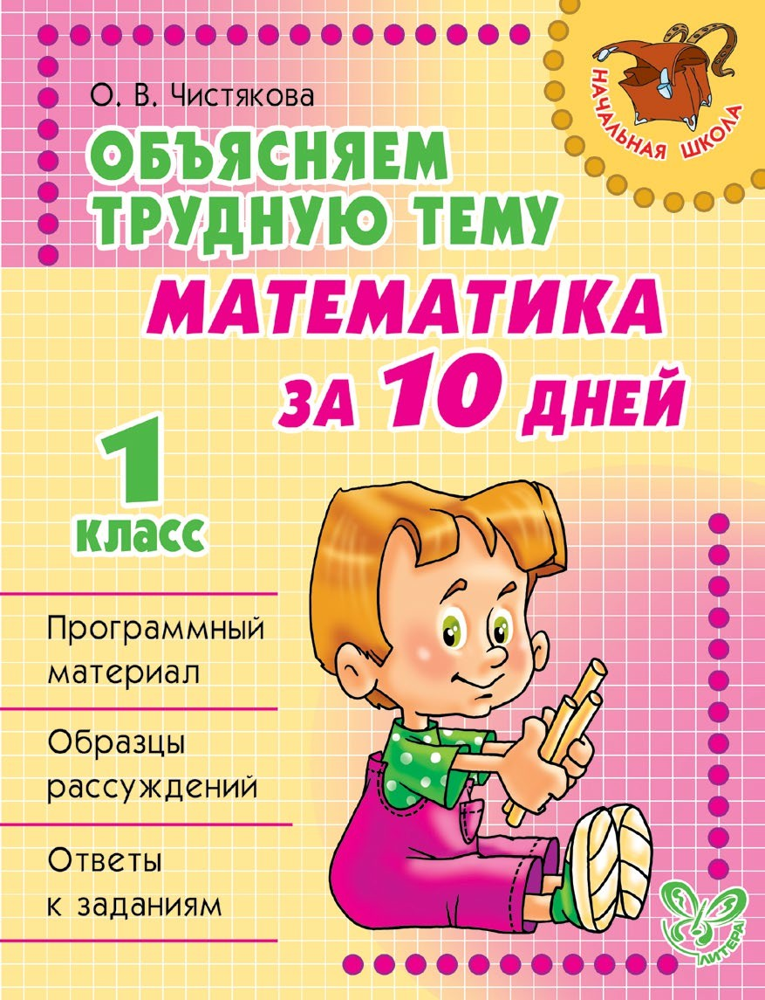 О. В. Чистякова
НАЧАЛЬНАЯ ШКОЛА
ОБЪЯСНЯЕМ
ТРУДНУЮ ТЕМУ
МАТЕМАТИКА
ЗА 10 ДНЕЙ
1
класс
Программный
материал
Образцы
рассуждений
Ответы
к заданиям
ЛИТЕРА